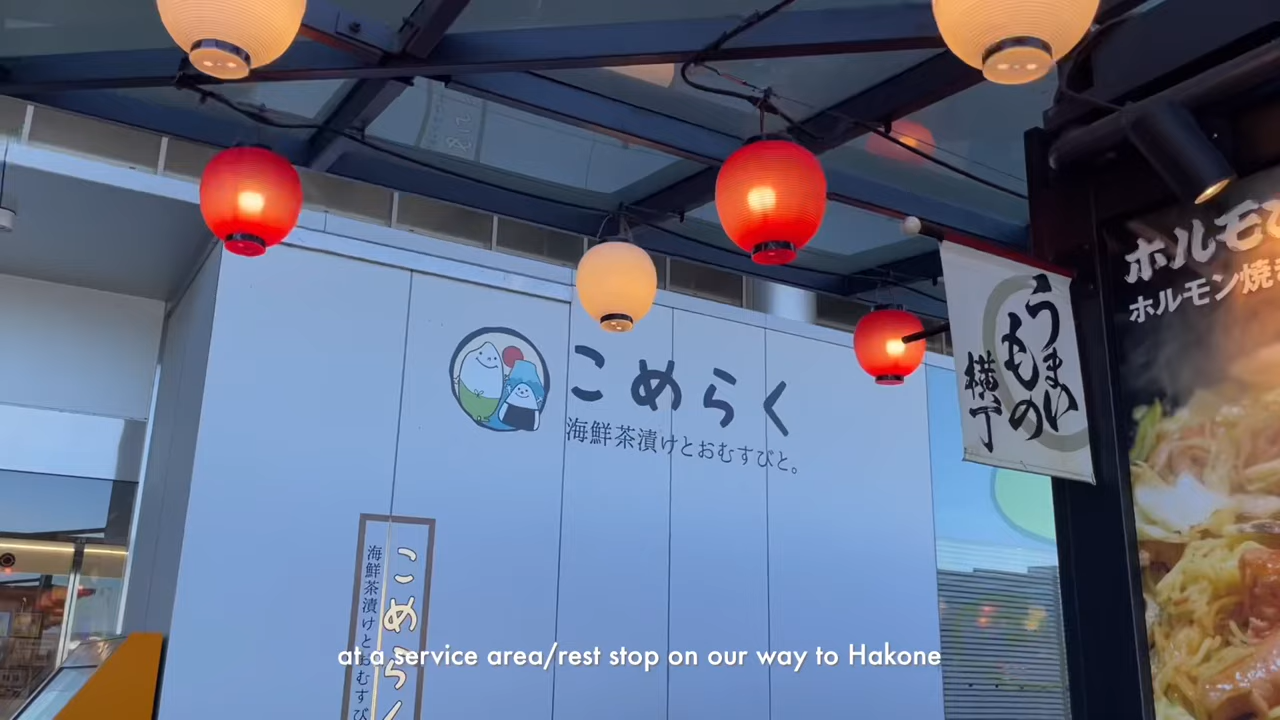 こめらく
海鮮茶漬けとおむすびと。
うまい
もの
横丁
ホルモ
ホルモン焼
こめらく
海鮮茶漬けとおむすび
at a service area/rest stop on our way to Hakone